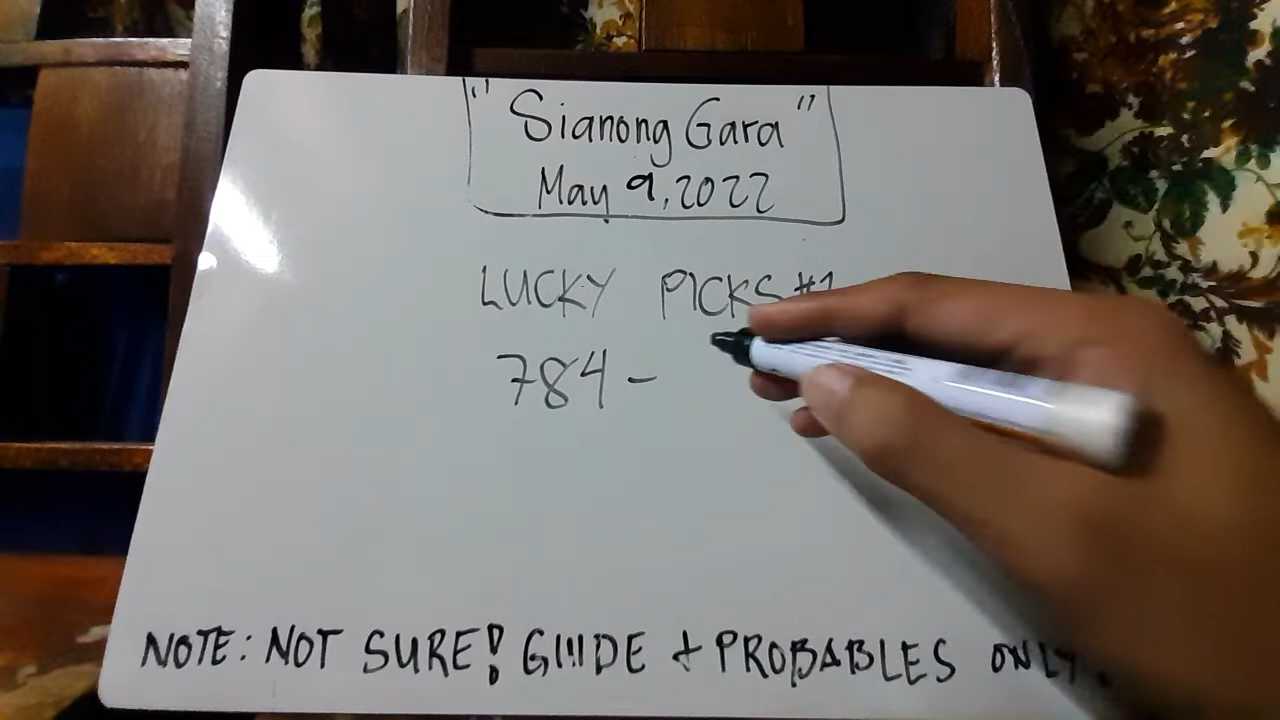 "Sianong Gara"
May 9, 2022
LUCKY PICKS #1
784 -
NOTE: NOT SURE! GUIDE + PROBABLES ONLY.